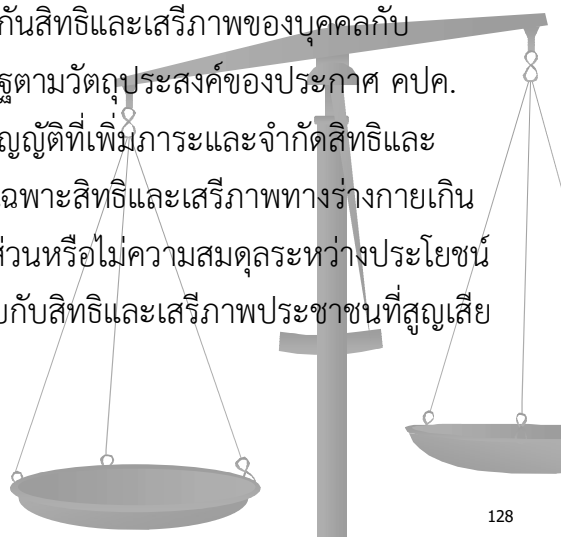 กันสิทธิและเสรีภาพของบุคคลกับ
ฐตามวัตถุประสงค์ของประกาศ คปค.
ญญัติที่เพิ่มภาระและจำกัดสิทธิและ
ฉพาะสิทธิและเสรีภาพทางร่างกายเกิน
ส่วนหรือไม่ความสมดุลระหว่างประโยชน์
บกับสิทธิและเสรีภาพประชาชนที่สูญเสีย
128